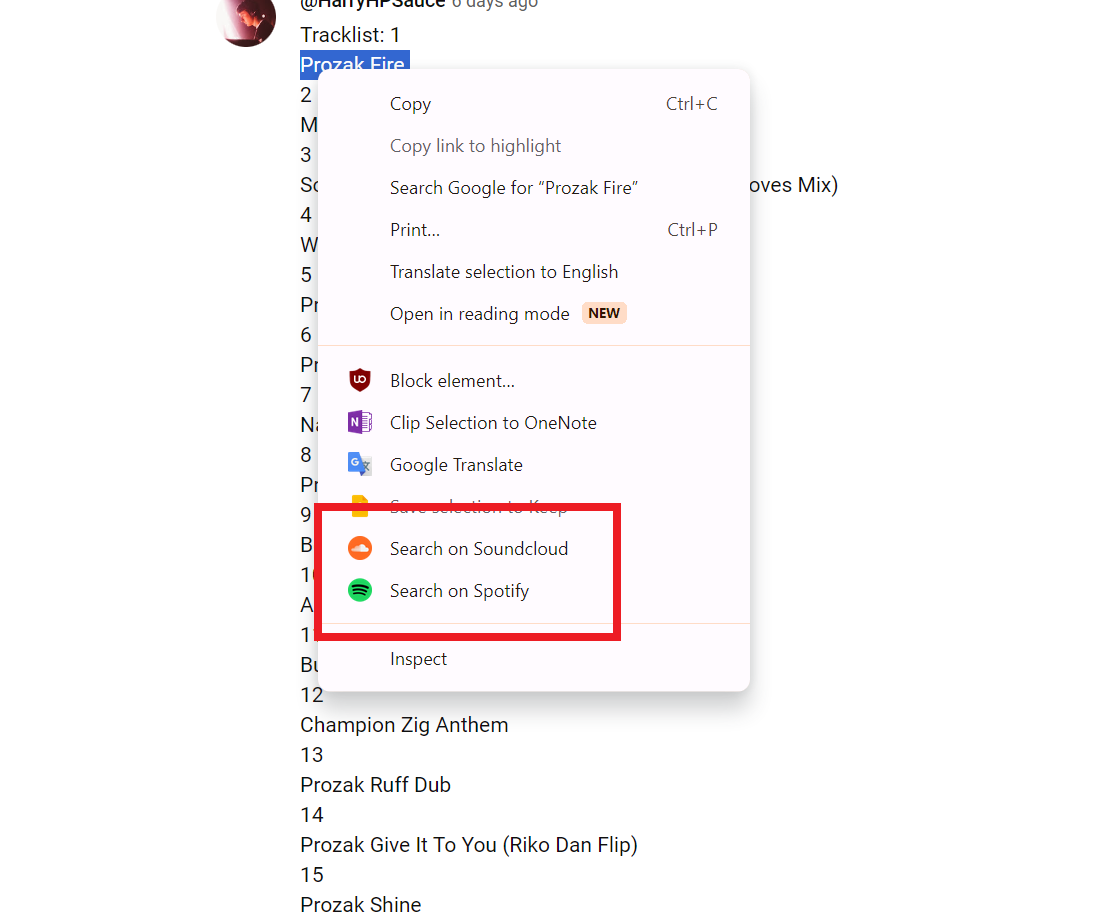 @HarryHPSauce 6 days ago
Tracklist: 1
Prozak Fire
2
M
3
So
oves Mix)
4
W
5
Pr
6
Pr
7
Na
8
Pr
9
B
10
A
11
Bu
12
Champion Zig Anthem
13
Prozak Ruff Dub
14
Prozak Give It To You (Riko Dan Flip)
15
Prozak Shine
Copy Ctrl+C
Copy link to highlight
Search Google for “Prozak Fire”
Print... Ctrl+P
Translate selection to English
Open in reading mode NEW
Block element...
Clip Selection to OneNote
Google Translate
Save selection to Keep
Search on Soundcloud
Search on Spotify
Inspect